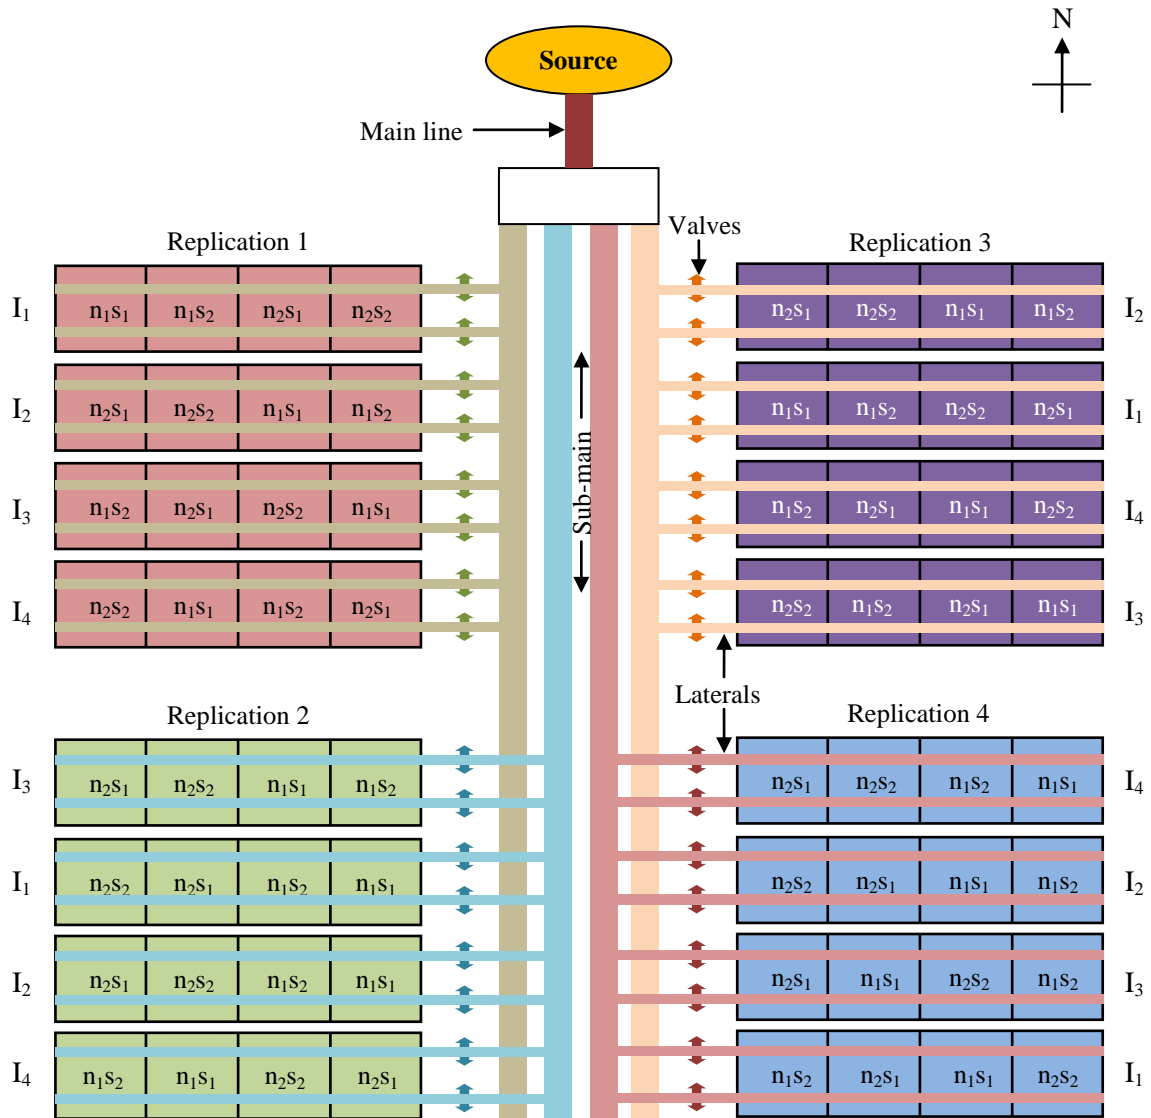 N
Source
Main line
Valves
Replication 1
I₁ n₁s₁ n₁s₂ n₂s₁ n₂s₂
I₂ n₂s₁ n₂s₂ n₁s₁ n₁s₂
I₃ n₁s₂ n₂s₁ n₂s₂ n₁s₁
I₄ n₂s₂ n₁s₁ n₁s₂ n₂s₁
Sub-main
Replication 3
n₂s₁ n₂s₂ n₁s₁ n₁s₂ I₂
n₁s₁ n₁s₂ n₂s₂ n₂s₁ I₁
n₁s₂ n₂s₁ n₁s₁ n₂s₂ I₄
n₂s₂ n₁s₂ n₂s₁ n₁s₁ I₃
Laterals
Replication 2
I₃ n₂s₁ n₂s₂ n₁s₁ n₁s₂
I₁ n₂s₂ n₂s₁ n₁s₂ n₁s₁
I₂ n₂s₁ n₂s₂ n₁s₂ n₁s₁
I₄ n₁s₂ n₁s₁ n₂s₂ n₂s₁
Replication 4
n₂s₁ n₂s₂ n₁s₂ n₁s₁ I₄
n₂s₂ n₂s₁ n₁s₁ n₁s₂ I₂
n₂s₁ n₁s₁ n₂s₂ n₁s₂ I₃
n₁s₂ n₂s₁ n₁s₁ n₂s₂ I₁